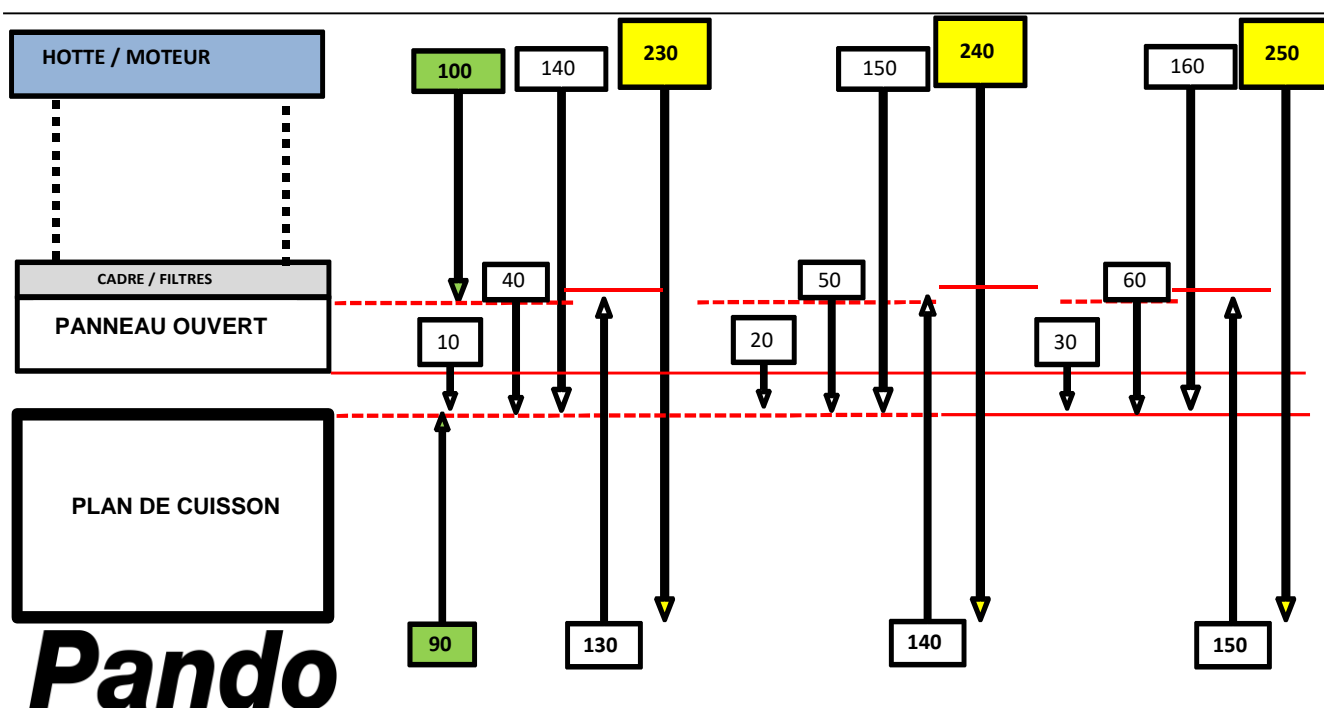 HOTTE / MOTEUR
100 140 230 150 240 160 250
CADRE / FILTRES
40 50 60
PANNEAU OUVERT
10 20 30
PLAN DE CUISSON
90 130 140 150
Pando